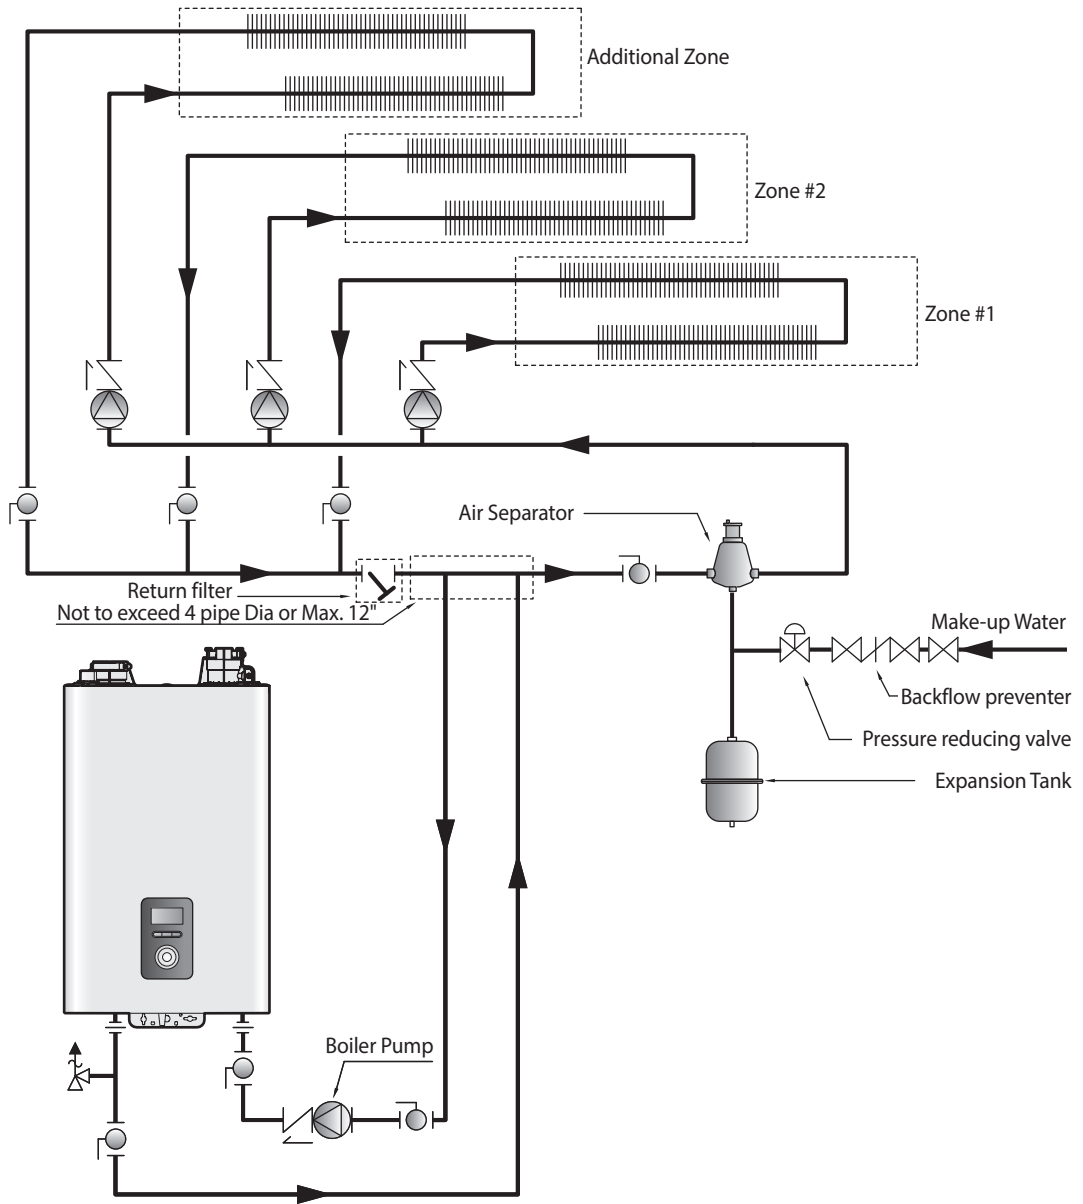 Additional Zone
Zone #2
Zone #1
Air Separator
Return filter
Not to exceed 4 pipe Dia or Max. 12"
Make-up Water
Backflow preventer
Pressure reducing valve
Expansion Tank
Boiler Pump